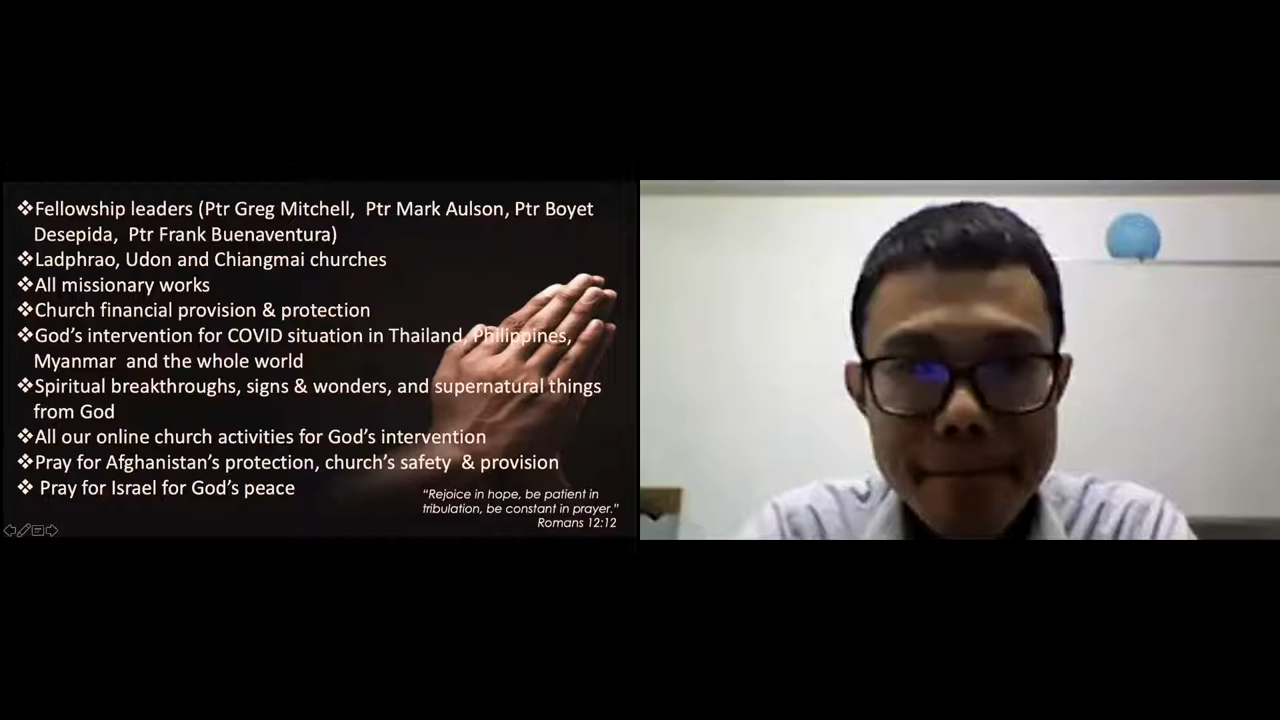 ❖Fellowship leaders (Ptr Greg Mitchell,  Ptr Mark Aulson, Ptr Boyet
Desepida,  Ptr Frank Buenaventura)
❖Ladphrao, Udon and Chiangmai churches
❖All missionary works
❖Church financial provision & protection
❖God’s intervention for COVID situation in Thailand, Philippines,
Myanmar  and the whole world
❖Spiritual breakthroughs, signs & wonders, and supernatural things
from God
❖All our online church activities for God’s intervention
❖Pray for Afghanistan’s protection, church’s safety  & provision
❖ Pray for Israel for God’s peace
“Rejoice in hope, be patient in
tribulation, be constant in prayer.”
Romans 12:12